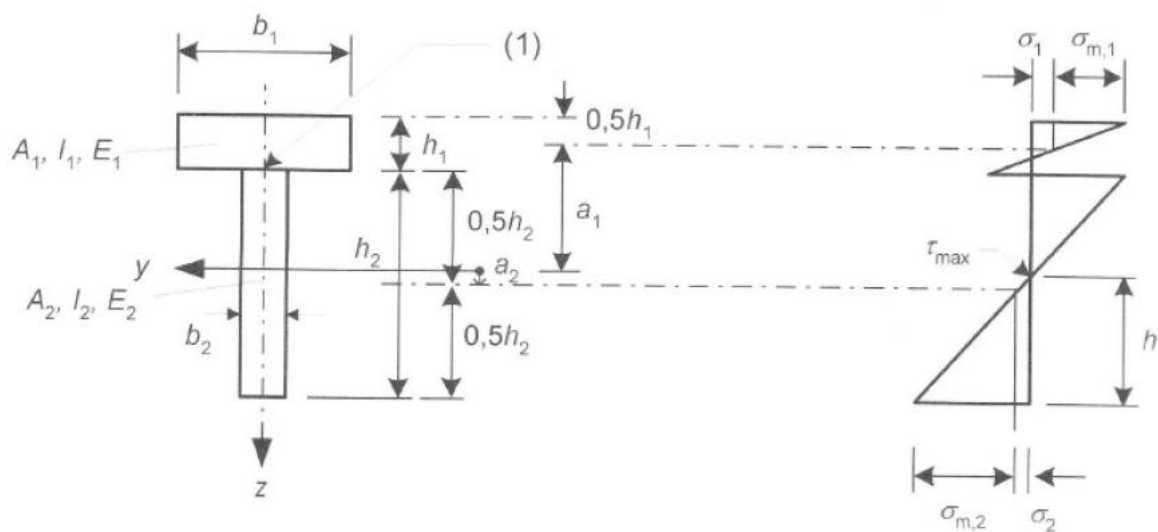 b₁
(1)
σ₁
σₘ,₁
A₁, I₁, E₁
h₁
0,5h₁
a₁
0,5h₂
h₂
y
a₂
τmax
A₂, I₂, E₂
b₂
0,5h₂
h
z
σₘ,₂
σ₂